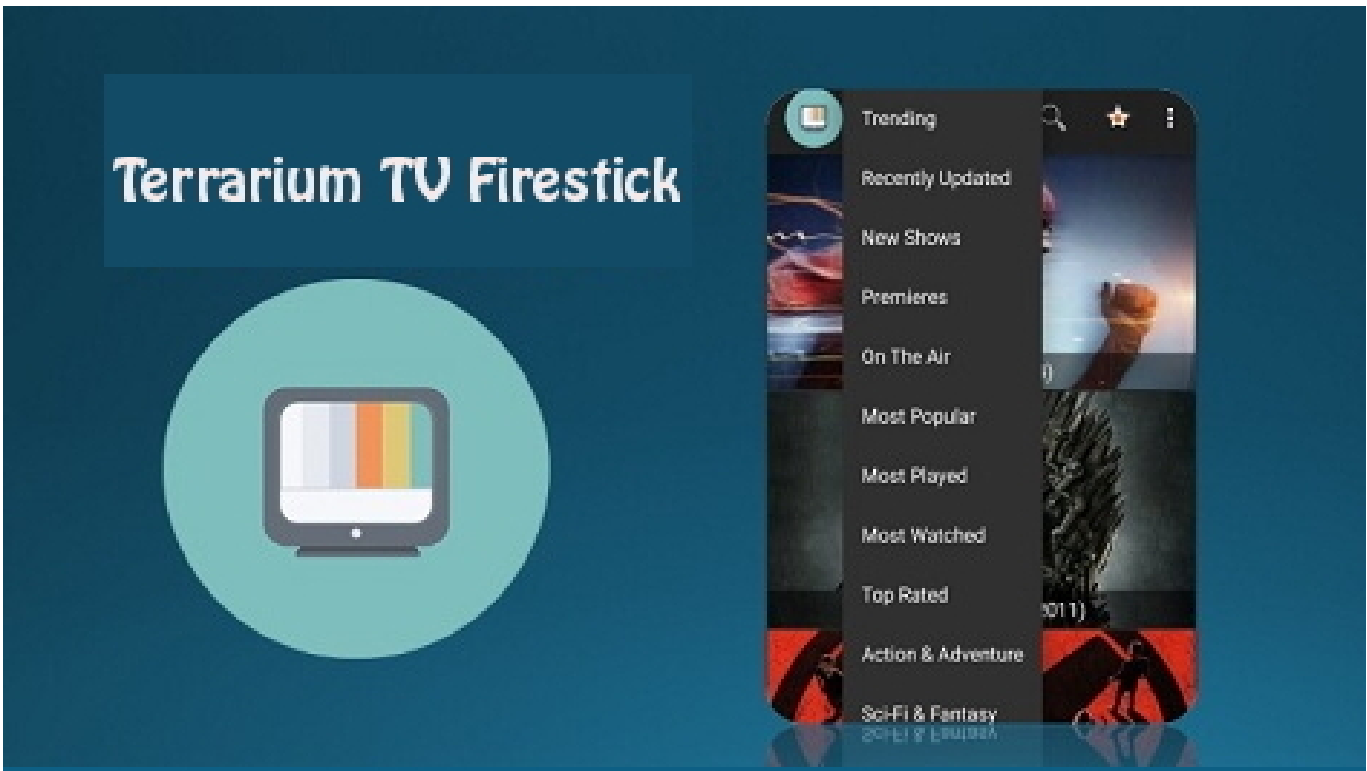 Terrarium TV Firestick
Trending
Recently Updated
New Shows
Premieres
On The Air
Most Popular
Most Played
Most Watched
Top Rated
Action & Adventure
Sci-Fi & Fantasy
2011)